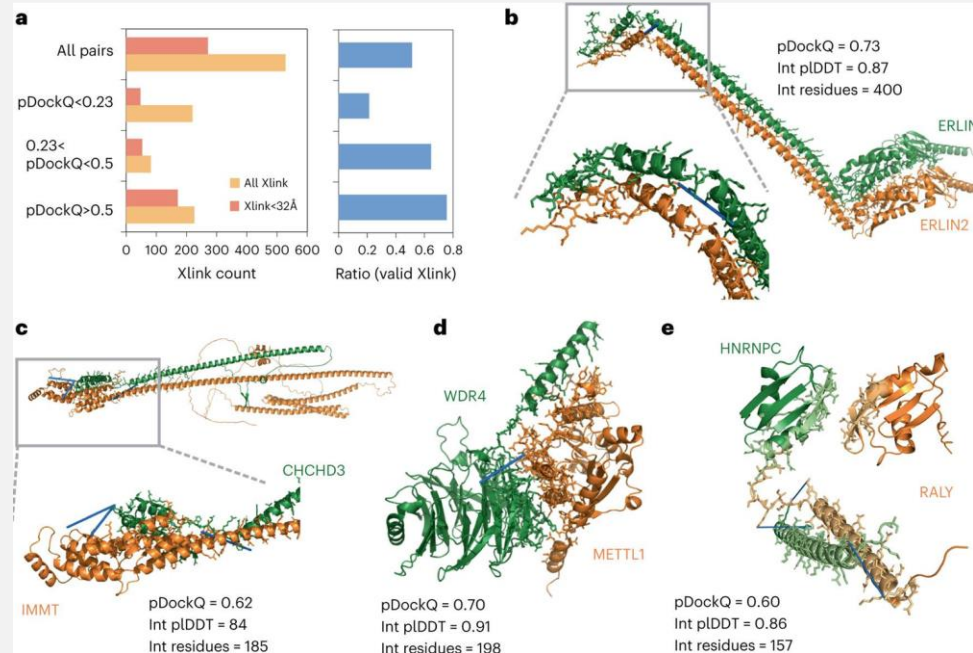 a
All pairs
pDockQ<0.23
0.23<
pDockQ<0.5
pDockQ>0.5
All Xlink
Xlink<32Å
0 100 200 300 400 500 600
Xlink count
0 0.2 0.4 0.6 0.8
Ratio (valid Xlink)
b
pDockQ = 0.73
Int plDDT = 0.87
Int residues = 400
ERLIN
ERLIN2
c
CHCHD3
IMMT
pDockQ = 0.62
Int plDDT = 84
Int residues = 185
d
WDR4
METTL1
pDockQ = 0.70
Int plDDT = 0.91
Int residues = 198
e
HNRNPC
RALY
pDockQ = 0.60
Int plDDT = 0.86
Int residues = 157